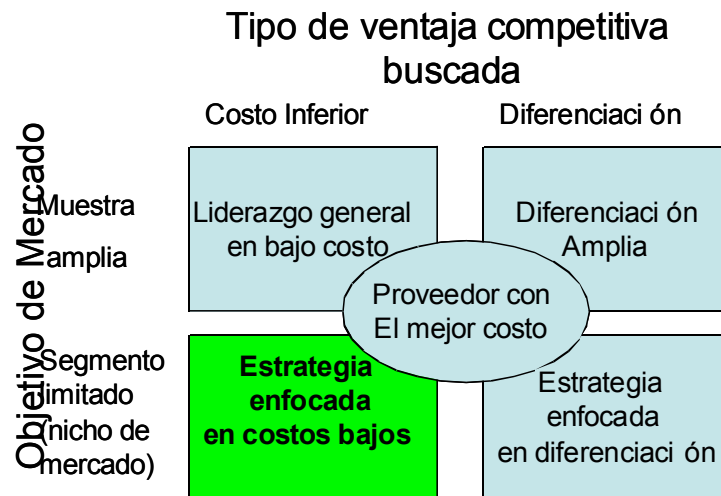 Tipo de ventaja competitiva
buscada
Costo Inferior
Diferenciaci ón
Objetivo de Mercado
Muestra
amplia
Liderazgo general
en bajo costo
Diferenciaci ón
Amplia
Proveedor con
El mejor costo
Segmento
limitado
(nicho de
mercado)
Estrategia
enfocada
en costos bajos
Estrategia
enfocada
en diferenciaci ón